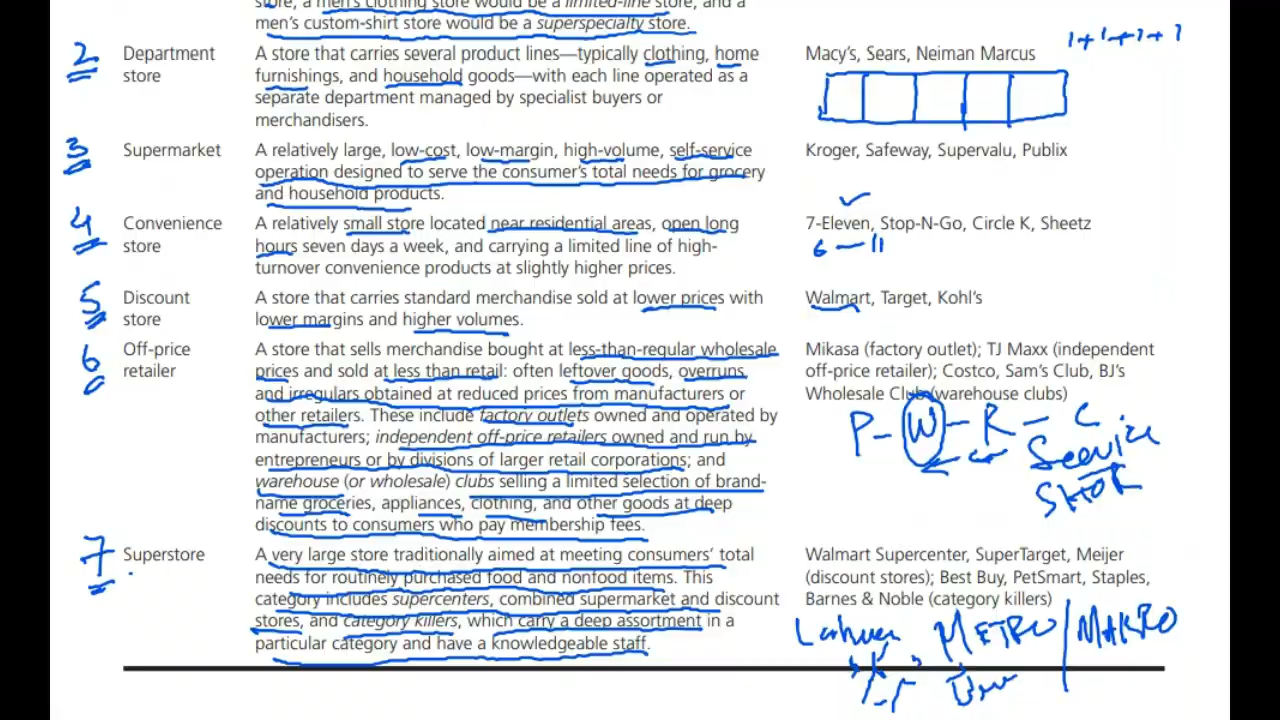 store, a men's clothing store would be a limited-line store, and a
men's custom-shirt store would be a superspecialty store.
2 Department
store
A store that carries several product lines—typically clothing, home
furnishings, and household goods—with each line operated as a
separate department managed by specialist buyers or
merchandisers.
Macy's, Sears, Neiman Marcus
1+1+1+1
3 Supermarket
A relatively large, low-cost, low-margin, high-volume, self-service
operation designed to serve the consumer's total needs for grocery
and household products.
Kroger, Safeway, Supervalu, Publix
4 Convenience
store
A relatively small store located near residential areas, open long
hours seven days a week, and carrying a limited line of high-
turnover convenience products at slightly higher prices.
7-Eleven, Stop-N-Go, Circle K, Sheetz
6 — 11
5 Discount
store
A store that carries standard merchandise sold at lower prices with
lower margins and higher volumes.
Walmart, Target, Kohl's
6 Off-price
retailer
A store that sells merchandise bought at less-than-regular wholesale
prices and sold at less than retail: often leftover goods, overruns,
and irregulars obtained at reduced prices from manufacturers or
other retailers. These include factory outlets owned and operated by
manufacturers; independent off-price retailers owned and run by
entrepreneurs or by divisions of larger retail corporations; and
warehouse (or wholesale) clubs selling a limited selection of brand-
name groceries, appliances, clothing, and other goods at deep
discounts to consumers who pay membership fees.
Mikasa (factory outlet); TJ Maxx (independent
off-price retailer); Costco, Sam's Club, BJ's
Wholesale Club (warehouse clubs)
P - W - R - C
Service
7 Superstore
A very large store traditionally aimed at meeting consumers' total
needs for routinely purchased food and nonfood items. This
category includes supercenters, combined supermarket and discount
stores, and category killers, which carry a deep assortment in a
particular category and have a knowledgeable staff.
Walmart Supercenter, SuperTarget, Meijer
(discount stores); Best Buy, PetSmart, Staples,
Barnes & Noble (category killers)
Lahore METRO / MAKRO